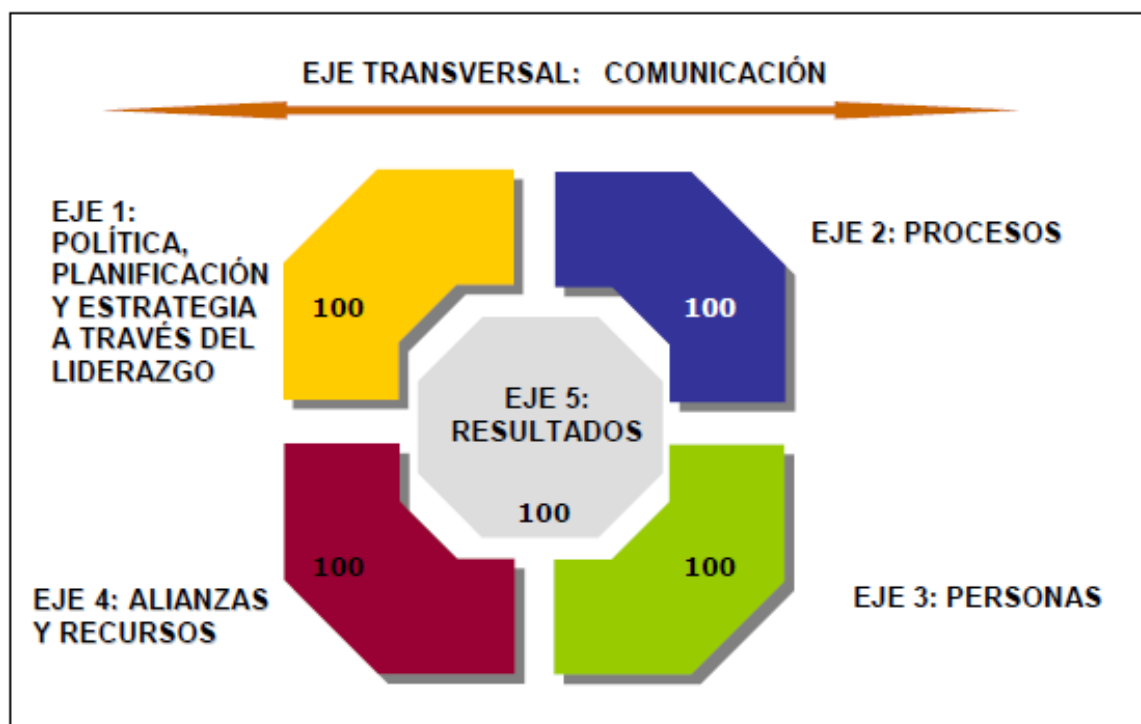 EJE TRANSVERSAL: COMUNICACIÓN
EJE 1:
POLÍTICA,
PLANIFICACIÓN
Y ESTRATEGIA
A TRAVÉS DEL
LIDERAZGO
100
100
EJE 2: PROCESOS
EJE 5:
RESULTADOS
100
EJE 4: ALIANZAS
Y RECURSOS
100
100
EJE 3: PERSONAS